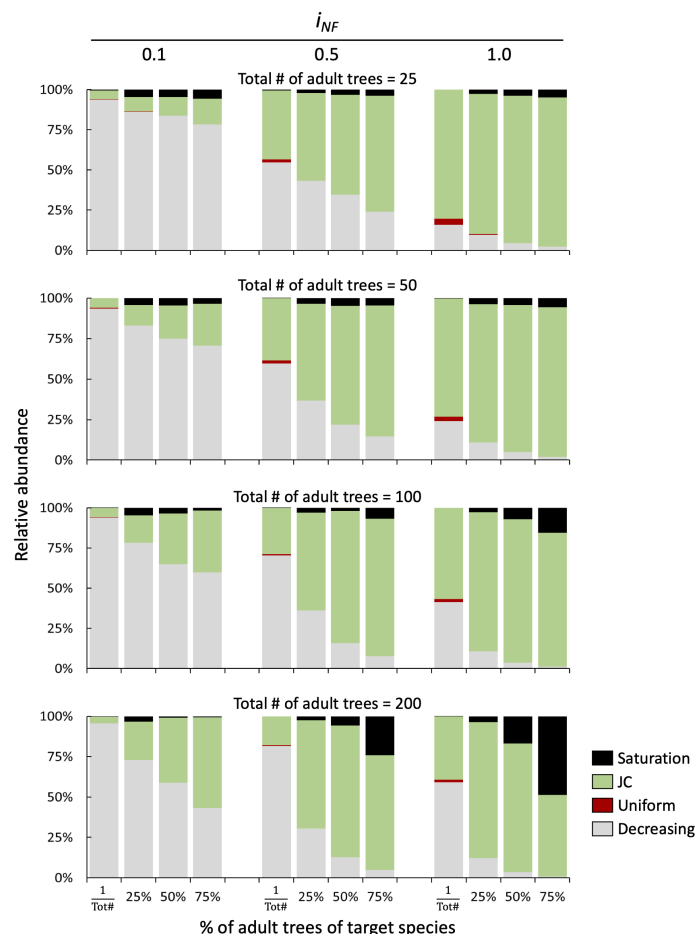 i_NF
0.1 0.5 1.0
Total # of adult trees = 25
100%
75%
50%
25%
0%
Total # of adult trees = 50
100%
75%
50%
25%
0%
Relative abundance
Total # of adult trees = 100
100%
75%
50%
25%
0%
Total # of adult trees = 200
100%
75%
50%
25%
0%
Saturation
JC
Uniform
Decreasing
1/Tot# 25% 50% 75% 1/Tot# 25% 50% 75% 1/Tot# 25% 50% 75%
% of adult trees of target species